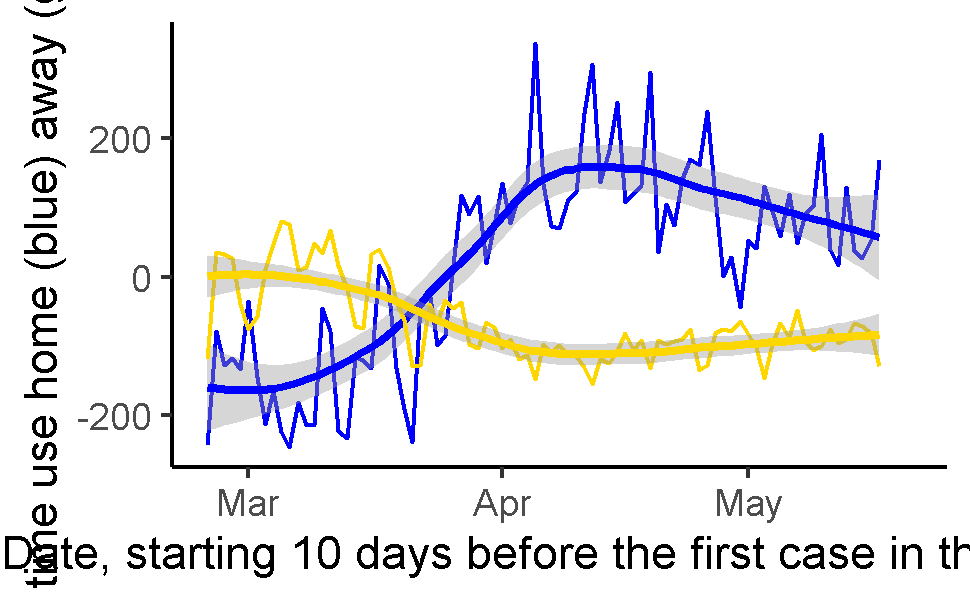 time use home (blue) away (
200
0
-200
Mar Apr May
Date, starting 10 days before the first case in th